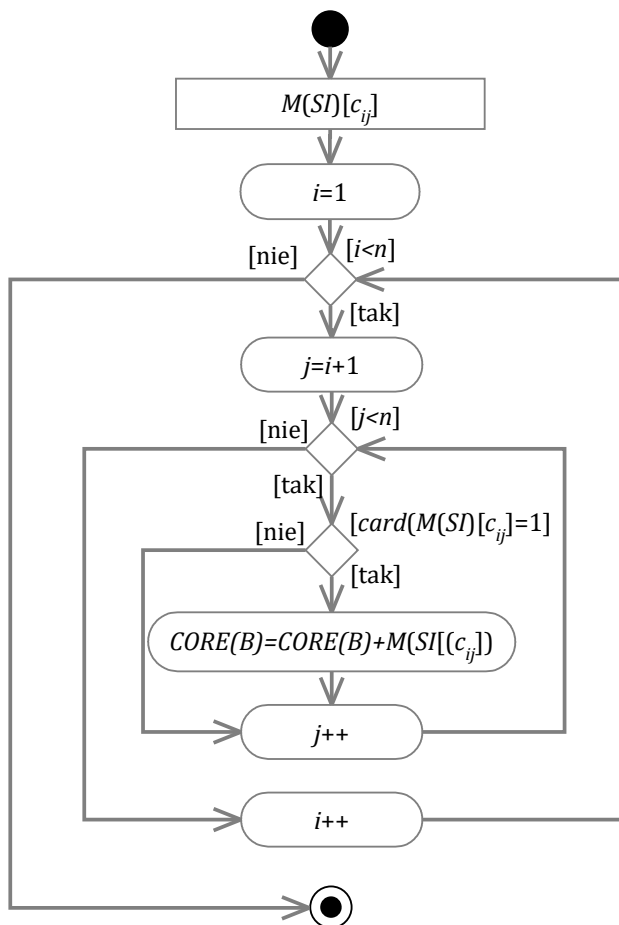 M(SI)[c_ij]
i=1
[nie] [i<n]
[tak]
j=i+1
[nie] [j<n]
[tak]
[nie] [card(M(SI)[c_ij]=1]
[tak]
CORE(B)=CORE(B)+M(SI[(c_ij])
j++
i++